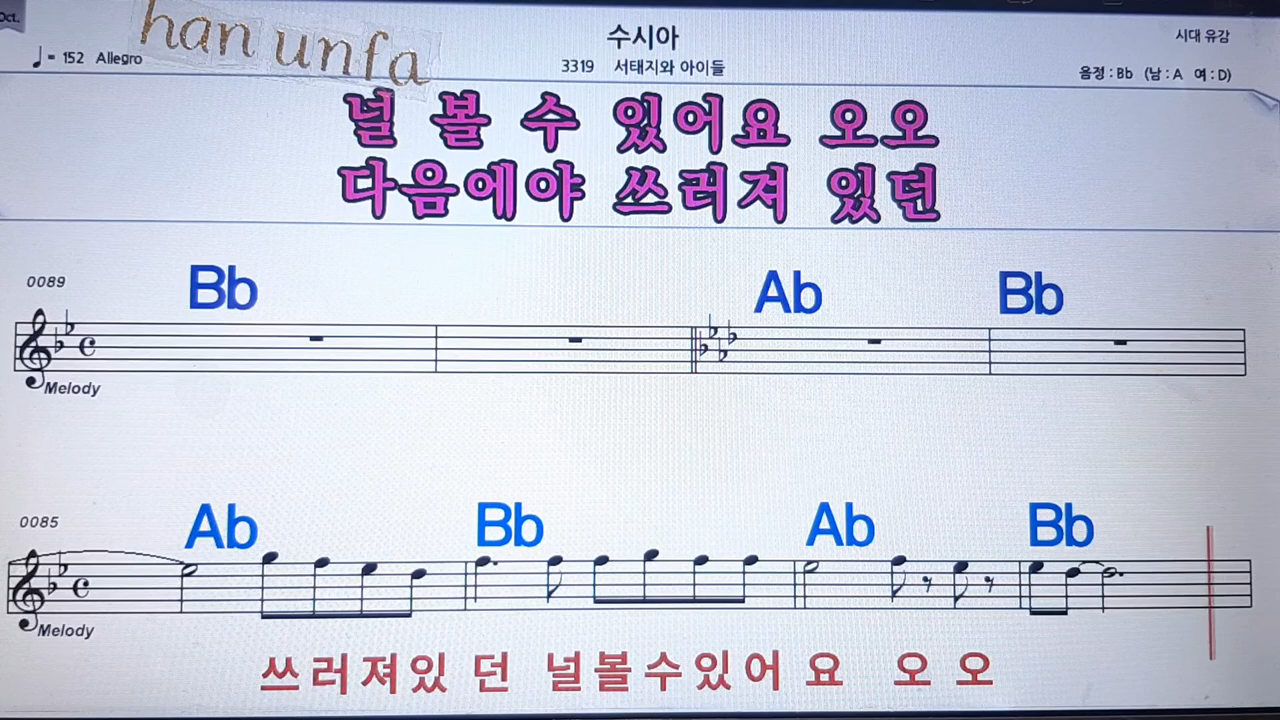 Oct.
han unfa
수시아
시대 유감
♩= 152 Allegro
3319 서태지와 아이들
음정 : Bb (남 : A 여 : D)
널 볼 수 있어요 오오
다음에야 쓰러져 있던
0089
Bb Ab Bb
Melody
0085
Ab Bb Ab Bb
Melody
쓰러져있 던 널볼수있어 요 오 오